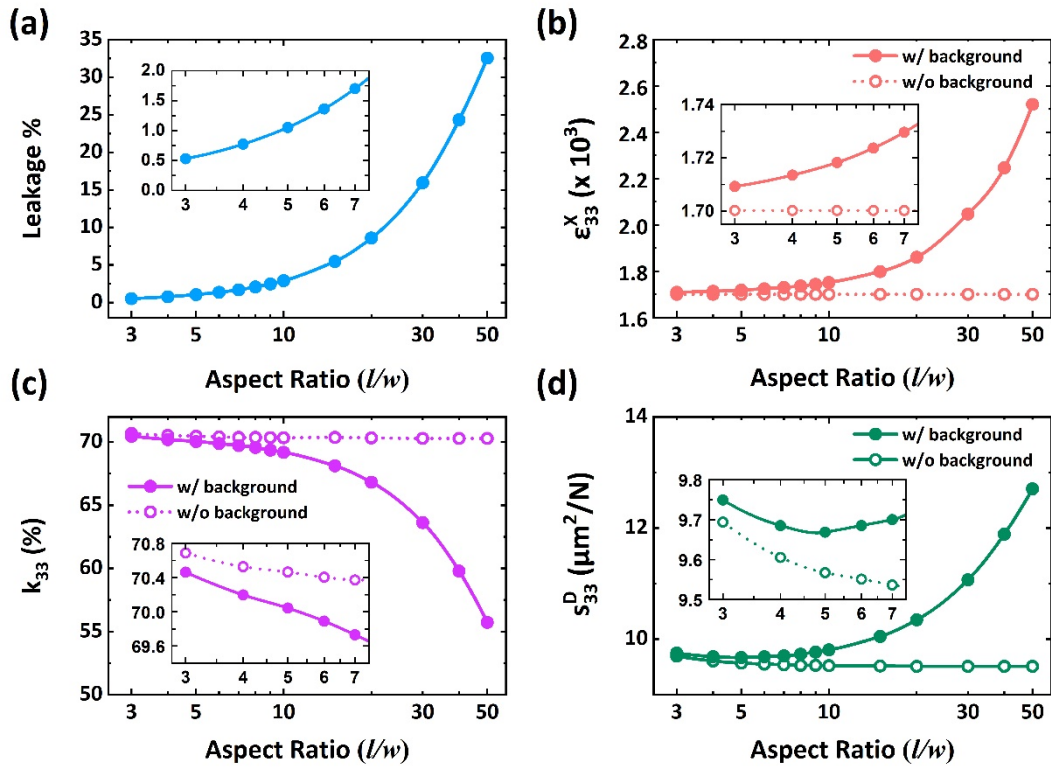 (a)
35
30
25
20
15
10
5
0
Leakage %
2.0
1.5
1.0
0.5
0.0
3 4 5 6 7
3 5 10 30 50
Aspect Ratio (l/w)
(b)
2.8
2.6
2.4
2.2
2.0
1.8
1.6
ε₃₃ˣ (x 10³)
w/ background
w/o background
1.74
1.72
1.70
3 4 5 6 7
3 5 10 30 50
Aspect Ratio (l/w)
(c)
70
65
60
55
50
k₃₃ (%)
w/ background
w/o background
70.8
70.4
70.0
69.6
3 4 5 6 7
3 5 10 30 50
Aspect Ratio (l/w)
(d)
14
12
10
8
s₃₃ᴰ (μm²/N)
w/ background
w/o background
9.8
9.7
9.6
9.5
3 4 5 6 7
3 5 10 30 50
Aspect Ratio (l/w)